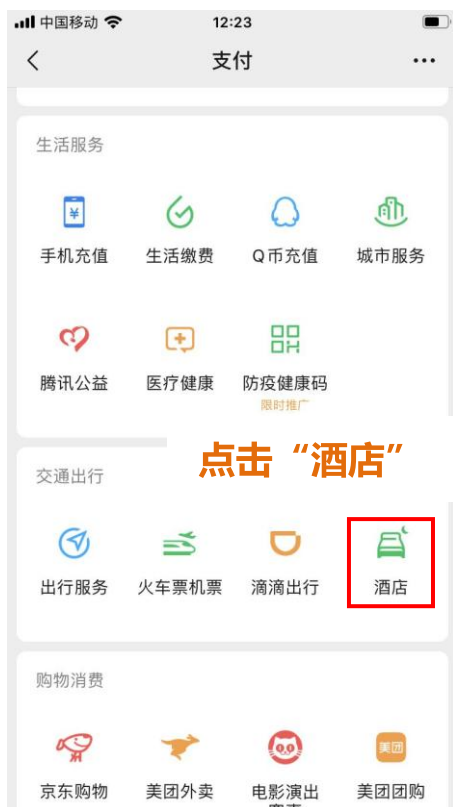 中国移动 12:23
支付
生活服务
¥
手机充值 生活缴费 Q币充值 城市服务
腾讯公益 医疗健康 防疫健康码
限时推广
点击“酒店”
交通出行
出行服务 火车票机票 滴滴出行 酒店
购物消费
美团
京东购物 美团外卖 电影演出 美团团购